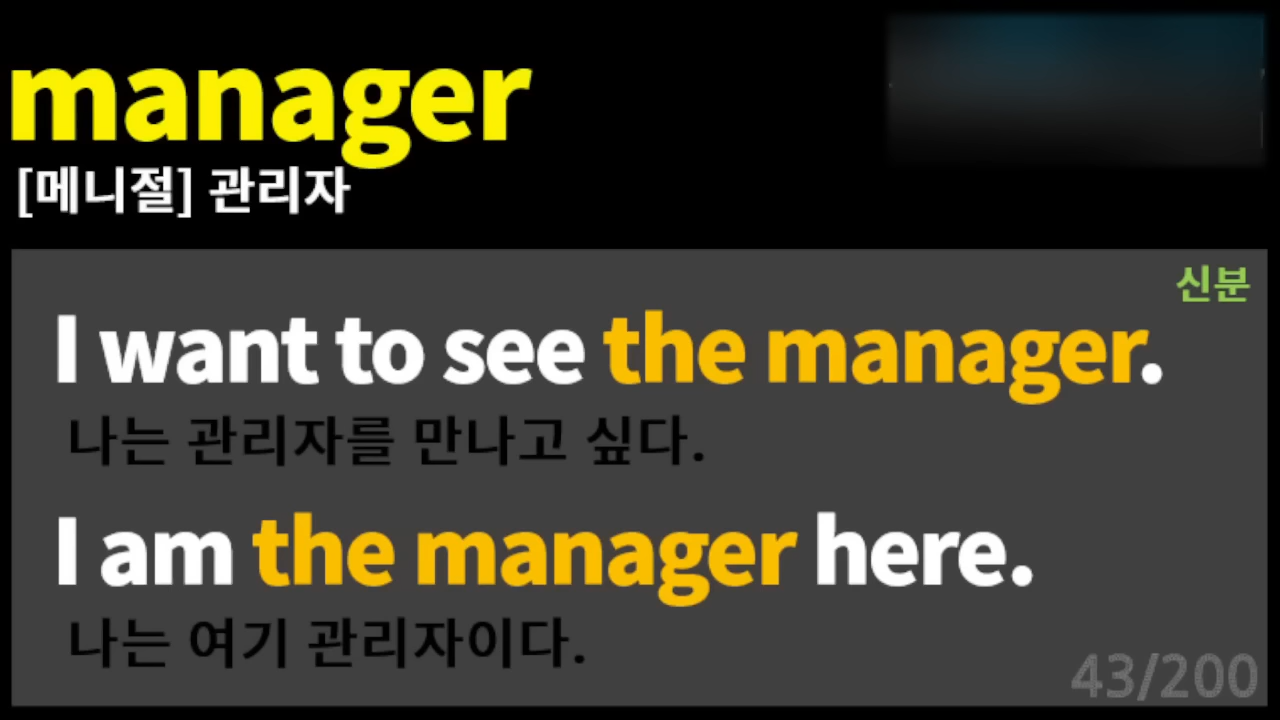 manager
[메니절] 관리자
신분
I want to see the manager.
나는 관리자를 만나고 싶다.
I am the manager here.
나는 여기 관리자이다.
43/200